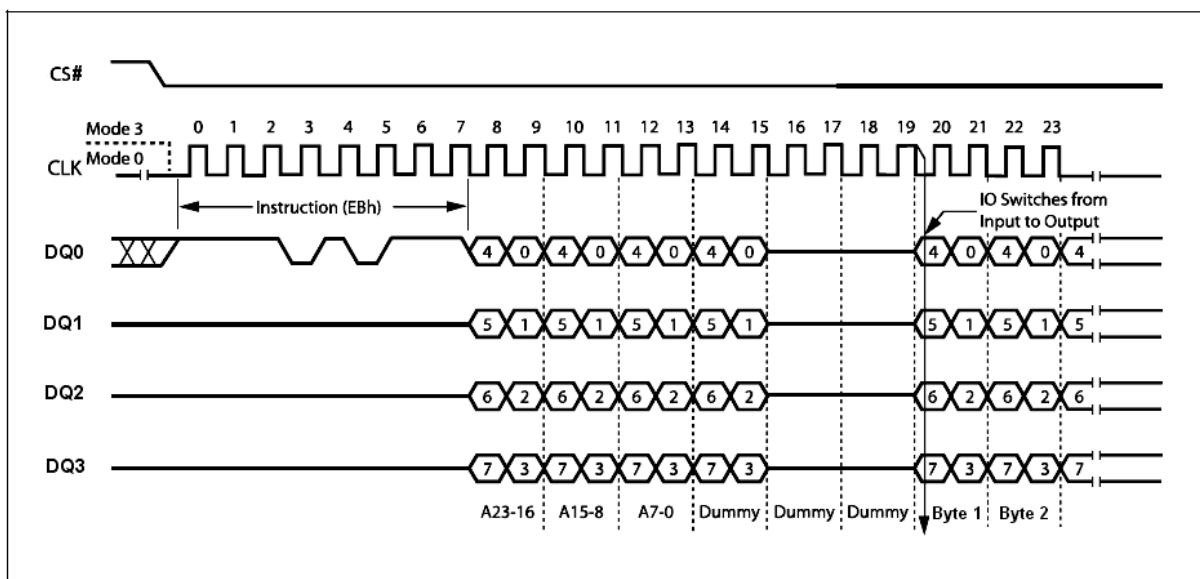 CS#
Mode 3
0 1 2 3 4 5 6 7 8 9 10 11 12 13 14 15 16 17 18 19 20 21 22 23
CLK
Mode 0
Instruction (EBh)
IO Switches from
Input to Output
DQ0
4 0 4 0 4 0 4 0 4 0 4 0 4
DQ1
5 1 5 1 5 1 5 1 5 1 5 1 5
DQ2
6 2 6 2 6 2 6 2 6 2 6 2 6
DQ3
7 3 7 3 7 3 7 3 7 3 7 3 7
A23-16 A15-8 A7-0 Dummy Dummy Dummy Byte 1 Byte 2